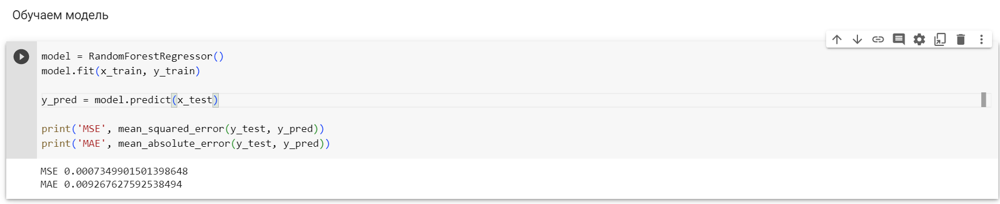 Обучаем модель
model = RandomForestRegressor()
model.fit(x_train, y_train)
y_pred = model.predict(x_test)
print('MSE', mean_squared_error(y_test, y_pred))
print('MAE', mean_absolute_error(y_test, y_pred))
MSE 0.0007349901501398648
MAE 0.009267627592538494